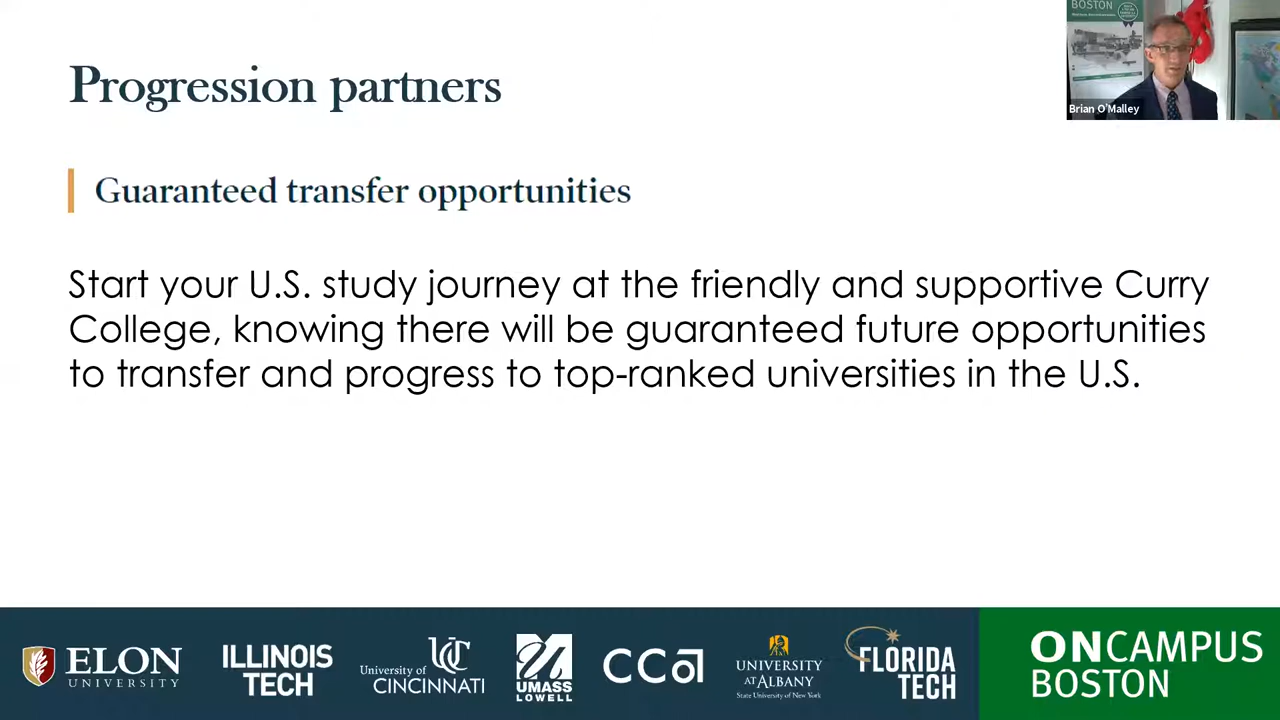 Progression partners
BOSTON
Brian O'Malley
Guaranteed transfer opportunities
Start your U.S. study journey at the friendly and supportive Curry
College, knowing there will be guaranteed future opportunities
to transfer and progress to top-ranked universities in the U.S.
ELON
UNIVERSITY
ILLINOIS
TECH
UC
University of
CINCINNATI
UMASS
LOWELL
CCA
UNIVERSITY
AT ALBANY
State University of New York
FLORIDA
TECH
ONCAMPUS
BOSTON